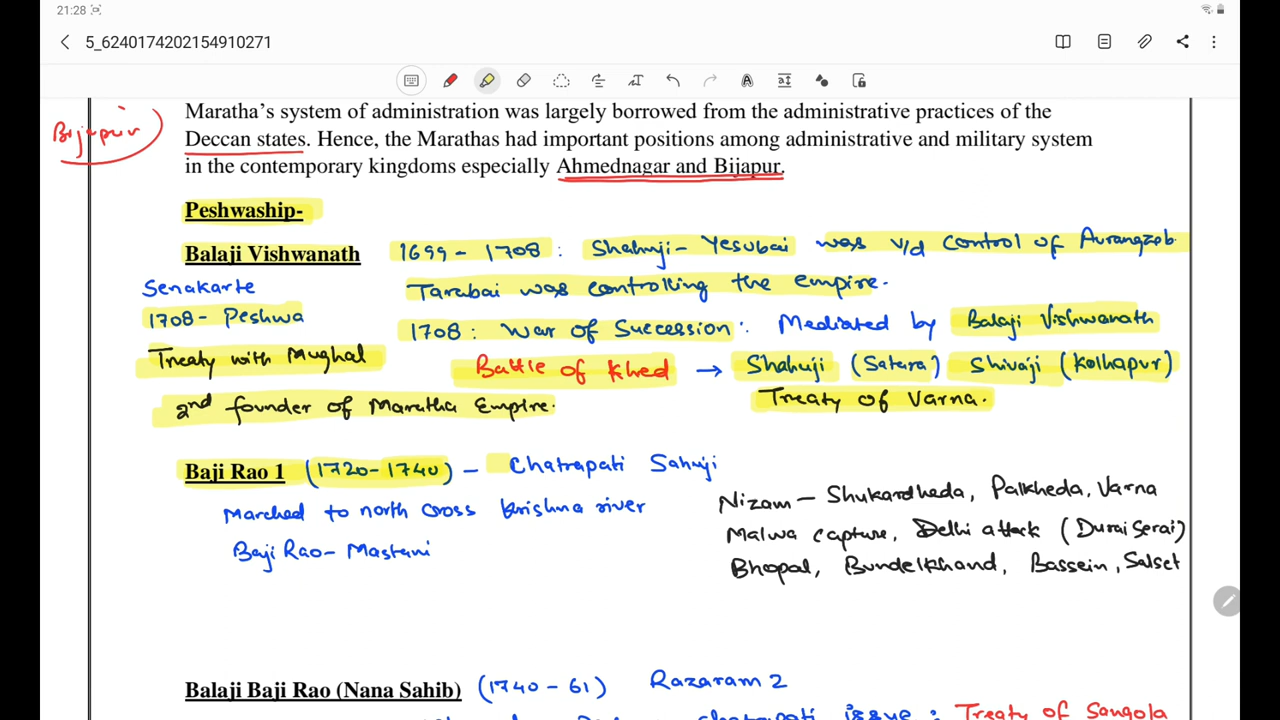 21:28
5_6240174202154910271
Maratha's system of administration was largely borrowed from the administrative practices of the
Bijapur
Deccan states. Hence, the Marathas had important positions among administrative and military system
in the contemporary kingdoms especially Ahmednagar and Bijapur.
Peshwaship-
Balaji Vishwanath 1699-1708: Shahuji-Yesubai was u/d control of Aurangzeb.
Senakarte Tarabai was controlling the empire.
1708-Peshwa 1708: War of Succession: Mediated by Balaji Vishwanath
Treaty with Mughal Battle of Khed → Shahuji (Satara) Shivaji (Kolhapur)
2nd founder of Maratha Empire. Treaty of Varna.
Baji Rao 1 (1720-1740) - Chatrapati Sahuji
Marched to north cross krishna river
Baji Rao-Mastani
Nizam - Shukardheda, Palkheda, Varna
Malwa capture, Delhi attack (Durai Serai)
Bhopal, Bundelkhand, Bassein, Salset
Balaji Baji Rao (Nana Sahib) (1740-61) Razaram 2
chatrapati issue: Treaty of Sangola